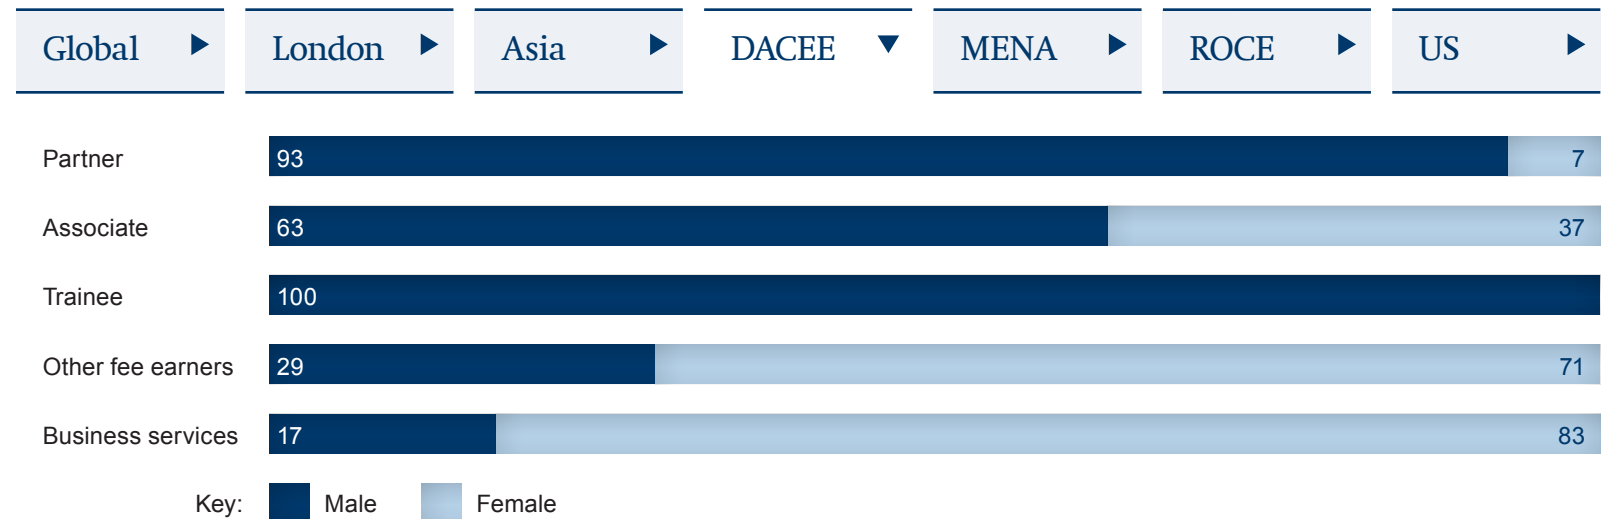 Global London Asia DACEE MENA ROCE US
Partner 93 7
Associate 63 37
Trainee 100
Other fee earners 29 71
Business services 17 83
Key: Male Female